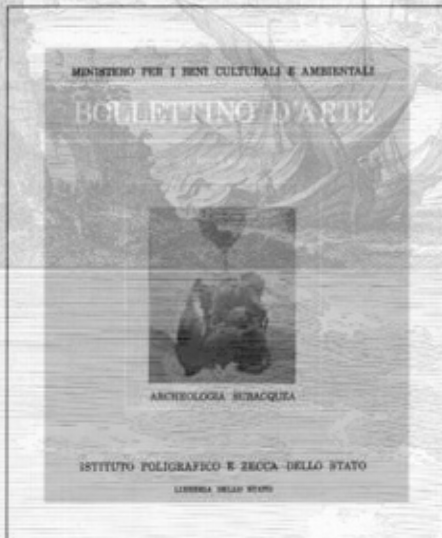 MINISTERO PER I BENI CULTURALI E AMBIENTALI
BOLLETTINO D'ARTE
ARCHEOLOGIA SUBACQUEA
ISTITUTO POLIGRAFICO E ZECCA DELLO STATO
LIBRERIA DELLO STATO